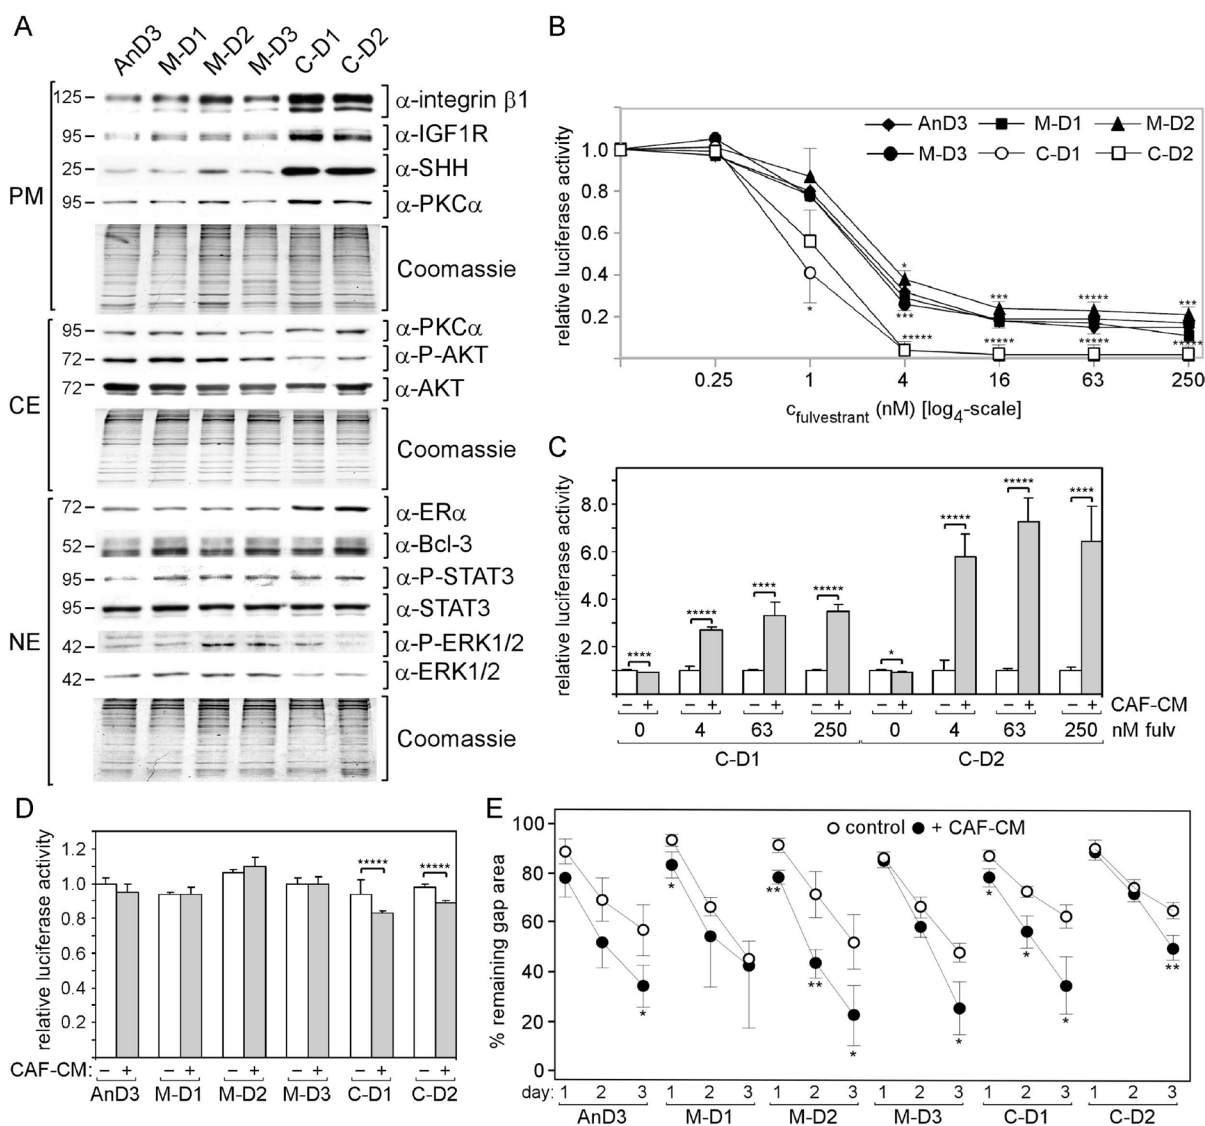 A
AnD3 M-D1 M-D2 M-D3 C-D1 C-D2
PM
125 α-integrin β1
95 α-IGF1R
25 α-SHH
95 α-PKCα
Coomassie
CE
95 α-PKCα
72 α-P-AKT
72 α-AKT
Coomassie
NE
72 α-ERα
52 α-Bcl-3
95 α-P-STAT3
95 α-STAT3
42 α-P-ERK1/2
42 α-ERK1/2
Coomassie
B
relative luciferase activity
1.0
0.8
0.6
0.4
0.2
AnD3 M-D1 M-D2
M-D3 C-D1 C-D2
*
*
***
*****
***
*****
***
*****
*****
*****
0.25 1 4 16 63 250
cfulvestrant (nM) [log4-scale]
C
relative luciferase activity
8.0
6.0
4.0
2.0
**** ***** **** ***** * ***** ***** ****
− + − + − + − + − + − + − + − + CAF-CM
0 4 63 250 0 4 63 250 nM fulv
C-D1 C-D2
D
relative luciferase activity
1.2
1.0
0.8
0.6
0.4
0.2
***** *****
CAF-CM: − + − + − + − + − + − +
AnD3 M-D1 M-D2 M-D3 C-D1 C-D2
E
% remaining gap area
100
80
60
40
20
0
control + CAF-CM
* * ** ** * * * * * **
day: 1 2 3 1 2 3 1 2 3 1 2 3 1 2 3 1 2 3
AnD3 M-D1 M-D2 M-D3 C-D1 C-D2